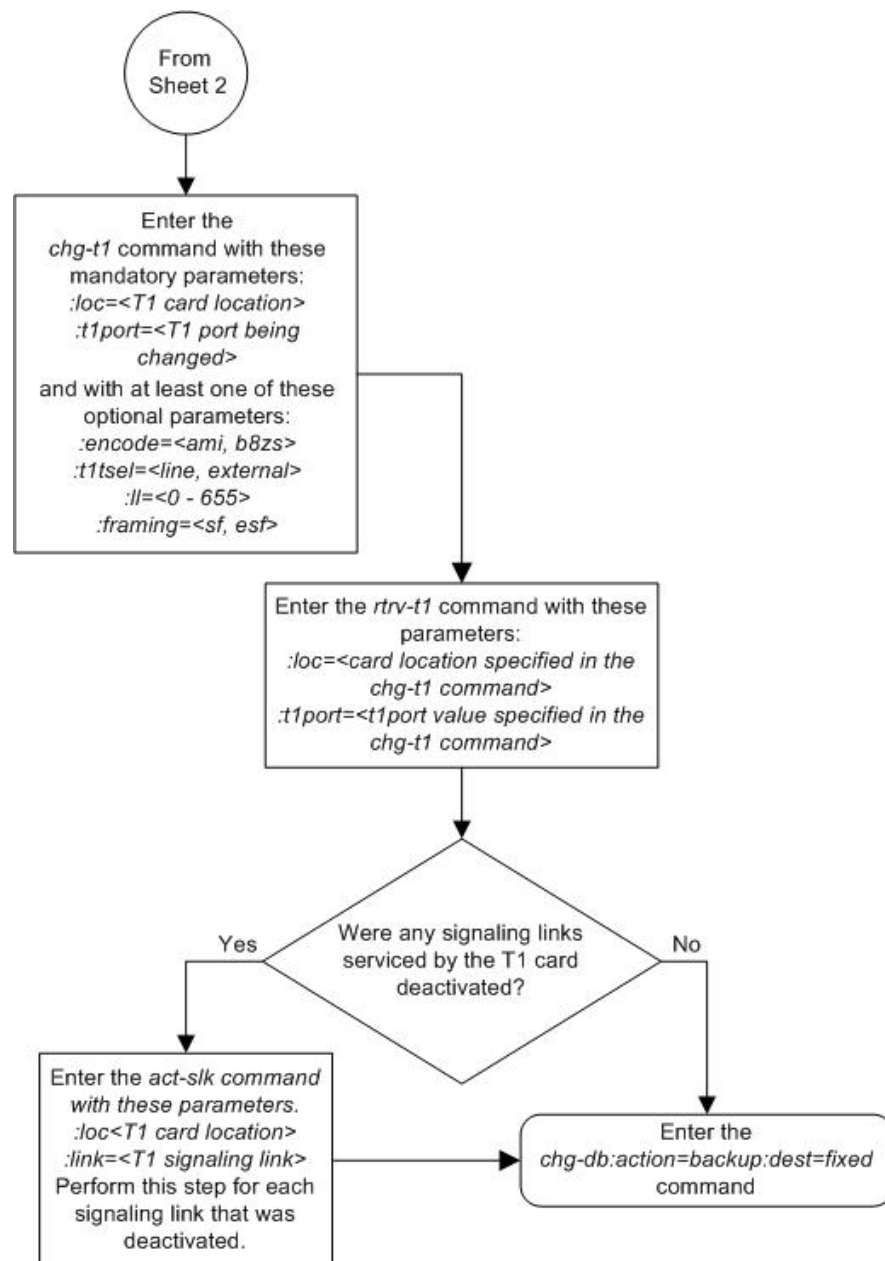 From
Sheet 2
Enter the
chg-t1 command with these
mandatory parameters:
:loc=<T1 card location>
:t1port=<T1 port being
changed>
and with at least one of these
optional parameters:
:encode=<ami, b8zs>
:t1tsel=<line, external>
:ll=<0 - 655>
:framing=<sf, esf>
Enter the rtrv-t1 command with these
parameters:
:loc=<card location specified in the
chg-t1 command>
:t1port=<t1port value specified in the
chg-t1 command>
Were any signaling links
serviced by the T1 card
deactivated?
Yes
No
Enter the act-slk command
with these parameters.
:loc<T1 card location>
:link=<T1 signaling link>
Perform this step for each
signaling link that was
deactivated.
Enter the
chg-db:action=backup:dest=fixed
command